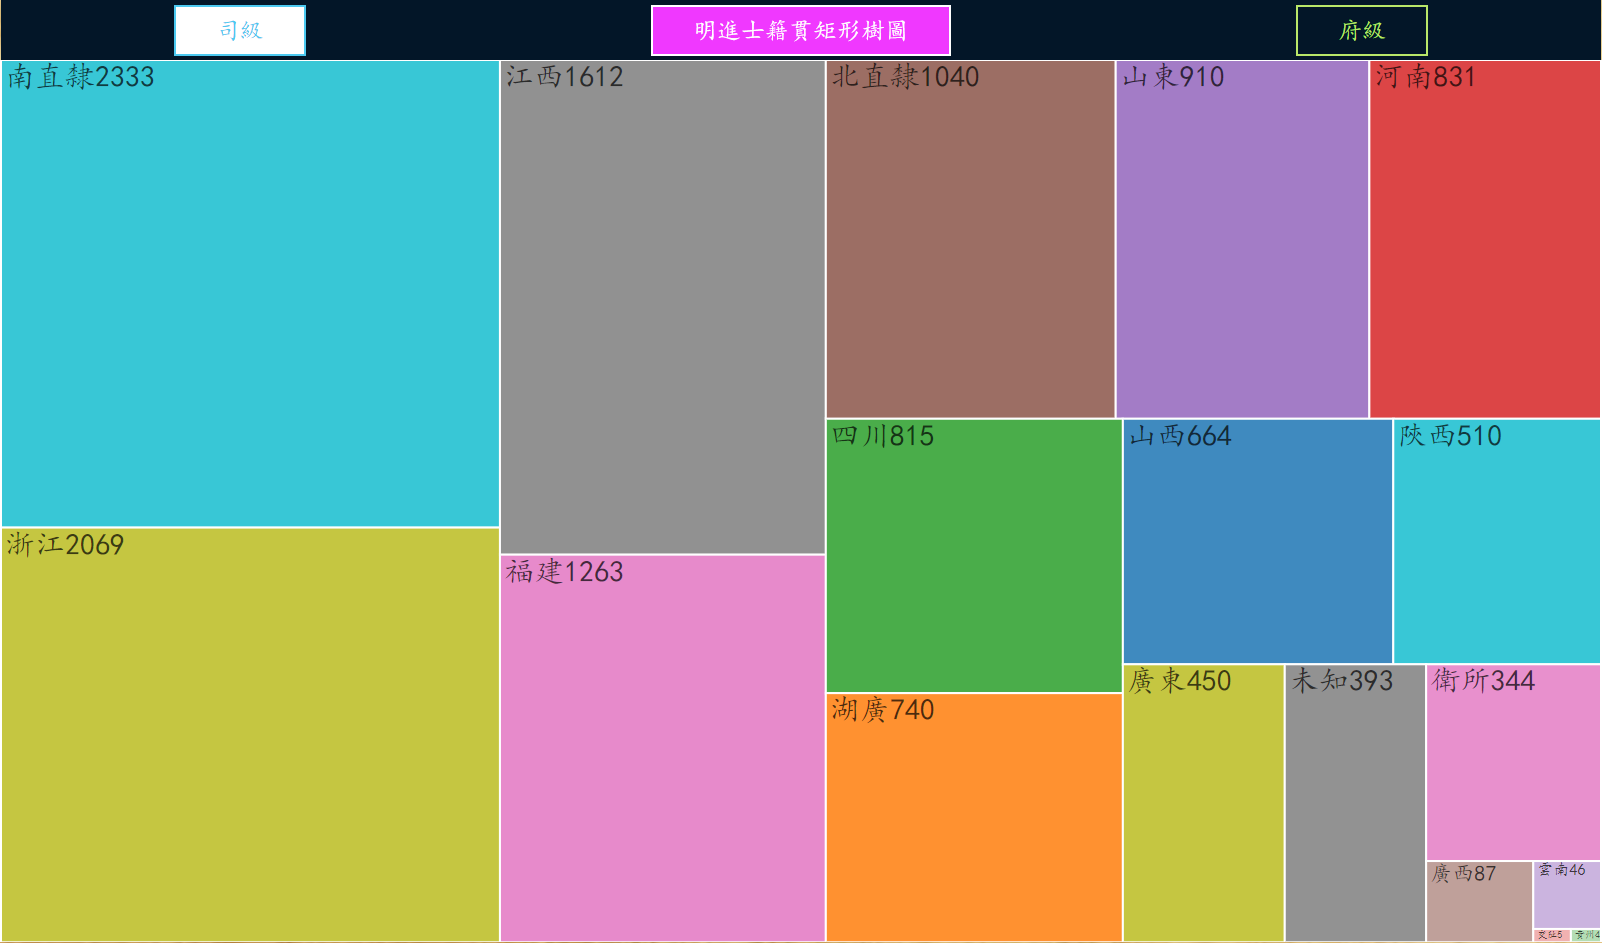 司級
明進士籍貫矩形樹圖
府級
南直隸2333
江西1612
北直隸1040
山東910
河南831
四川815
山西664
陝西510
浙江2069
福建1263
湖廣740
廣東450
未知393
衛所344
廣西87
雲南46
交阯5
貴州4